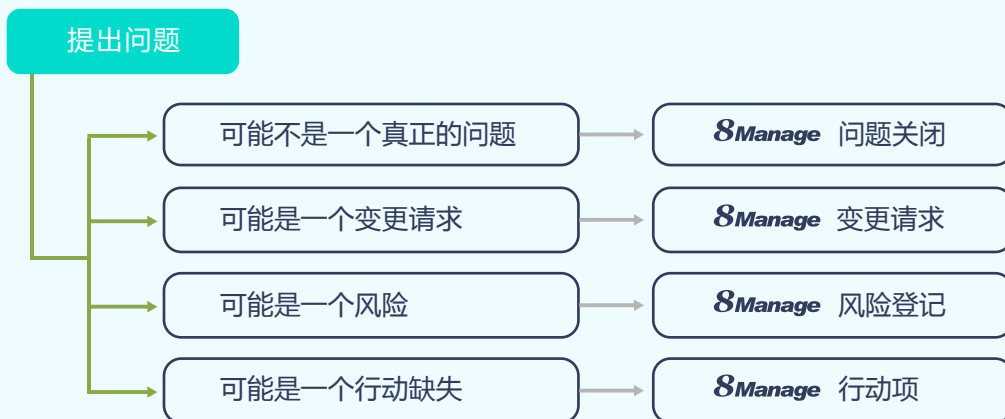 提出问题
可能不是一个真正的问题 8Manage 问题关闭
可能是一个变更请求 8Manage 变更请求
可能是一个风险 8Manage 风险登记
可能是一个行动缺失 8Manage 行动项